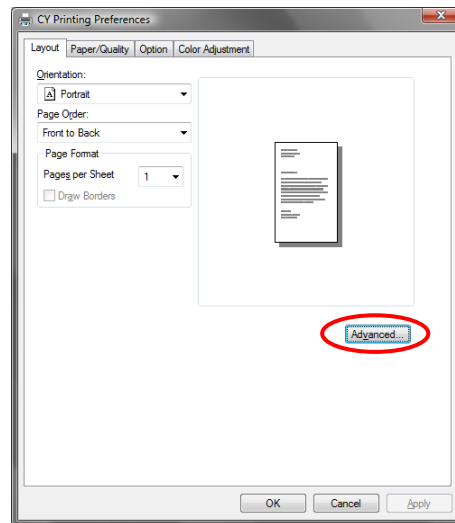 CY Printing Preferences
Layout Paper/Quality Option Color Adjustment
Orientation:
A Portrait
Page Order:
Front to Back
Page Format
Pages per Sheet 1
Draw Borders
Advanced...
OK Cancel Apply